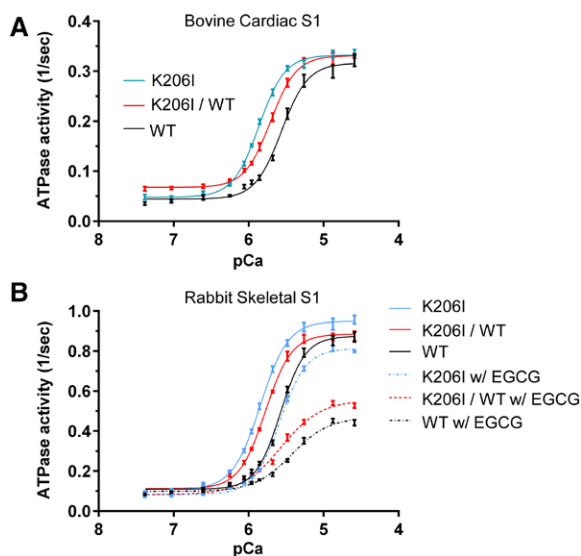 A
Bovine Cardiac S1
ATPase activity (1/sec)
0.4
0.3
0.2
0.1
0.0
K206I
K206I / WT
WT
8 7 6 5 4
pCa
B
Rabbit Skeletal S1
ATPase activity (1/sec)
1.0
0.8
0.6
0.4
0.2
0.0
8 7 6 5 4
pCa
K206I
K206I / WT
WT
K206I w/ EGCG
K206I / WT w/ EGCG
WT w/ EGCG